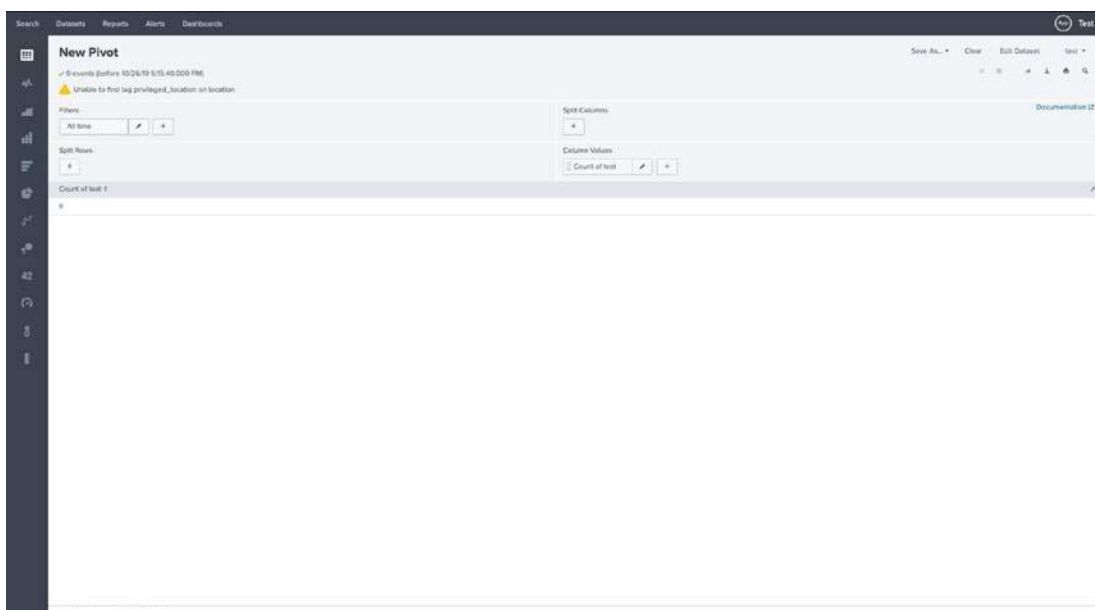 Search Datasets Reports Alerts Dashboards
Test
New Pivot
Save As... Clear Edit Dataset test
✓ 0 events (before 10/26/19 5:15:40.000 PM)
Unable to find tag privileged_location on location
Filters
Split Columns
Documentation
All time
+
+
Split Rows
Column Values
+
Count of test
+
Count of test
0
42